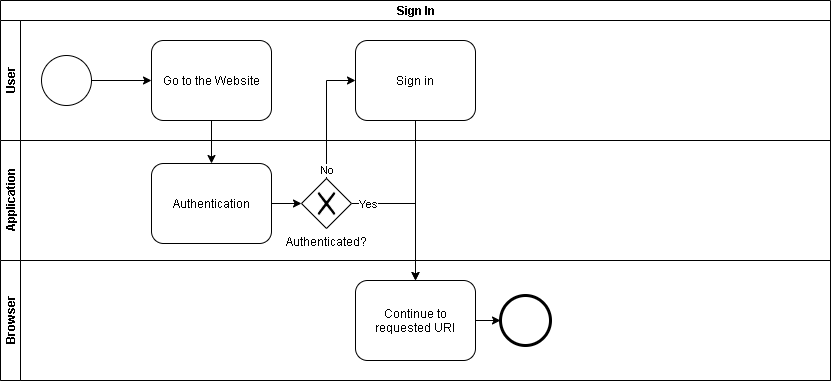 Sign In
User
Go to the Website
Sign in
No
Application
Authentication
Yes
Authenticated?
Browser
Continue to
requested URI